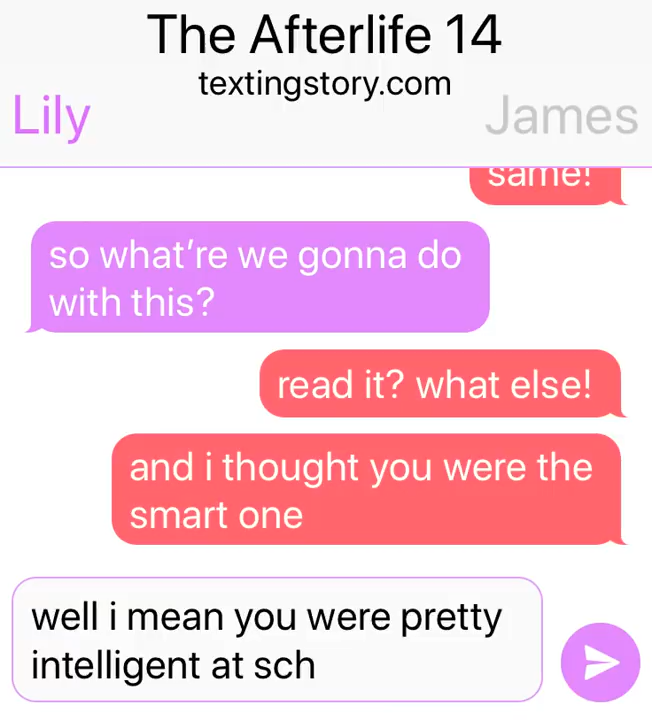 The Afterlife 14
textingstory.com
Lily
James
same!
so what’re we gonna do
with this?
read it? what else!
and i thought you were the
smart one
well i mean you were pretty
intelligent at sch